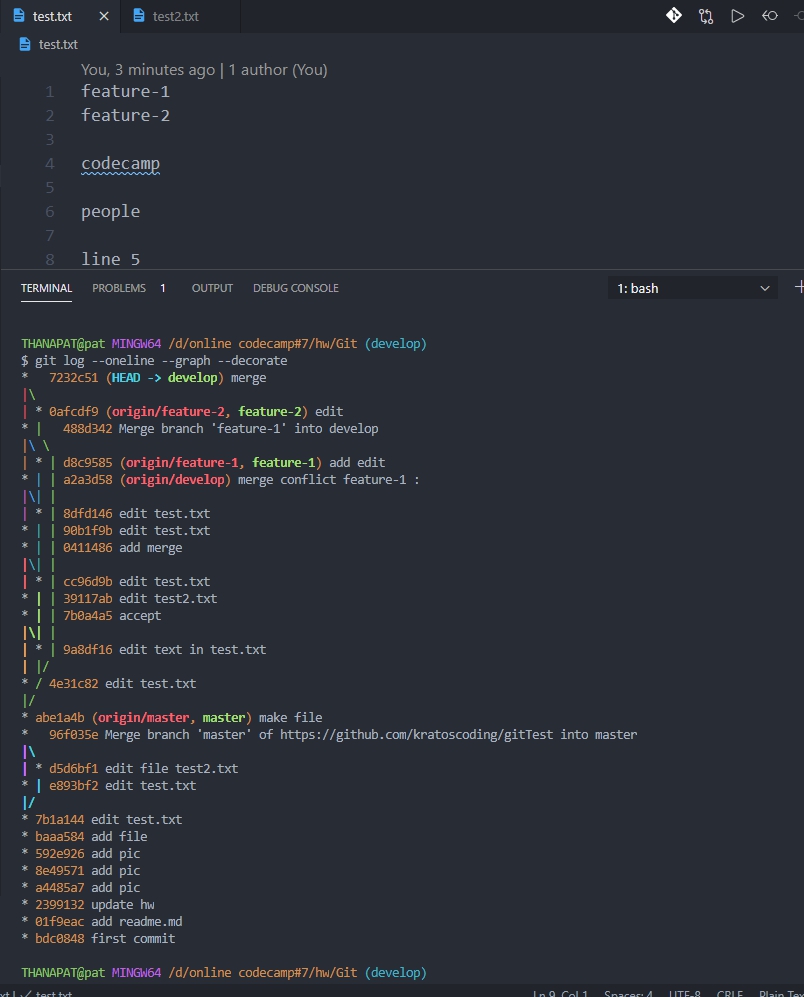 test.txt × test2.txt
test.txt
You, 3 minutes ago | 1 author (You)
1 feature-1
2 feature-2
3
4 codecamp
5
6 people
7
8 line 5
TERMINAL PROBLEMS 1 OUTPUT DEBUG CONSOLE 1: bash
THANAPAT@pat MINGW64 /d/online codecamp#7/hw/Git (develop)
$ git log --oneline --graph --decorate
*   7232c51 (HEAD -> develop) merge
|\
| * 0afcdf9 (origin/feature-2, feature-2) edit
* |   488d342 Merge branch 'feature-1' into develop
|\ \
| * | d8c9585 (origin/feature-1, feature-1) add edit
* | | a2a3d58 (origin/develop) merge conflict feature-1 :
|\| |
| * | 8dfd146 edit test.txt
* | | 90b1f9b edit test.txt
* | | 0411486 add merge
|\| |
| * | cc96d9b edit test.txt
* | | 39117ab edit test2.txt
* | | 7b0a4a5 accept
|\| |
| * | 9a8df16 edit text in test.txt
| |/
* / 4e31c82 edit test.txt
|/
* abe1a4b (origin/master, master) make file
*   96f035e Merge branch 'master' of https://github.com/kratoscoding/gitTest into master
|\
| * d5d6bf1 edit file test2.txt
* | e893bf2 edit test.txt
|/
* 7b1a144 edit test.txt
* baaa584 add file
* 592e926 add pic
* 8e49571 add pic
* a4485a7 add pic
* 2399132 update hw
* 01f9eac add readme.md
* bdc0848 first commit
THANAPAT@pat MINGW64 /d/online codecamp#7/hw/Git (develop)
test.txt Ln 9, Col 1 Spaces: 4 UTF-8 CRLF Plain